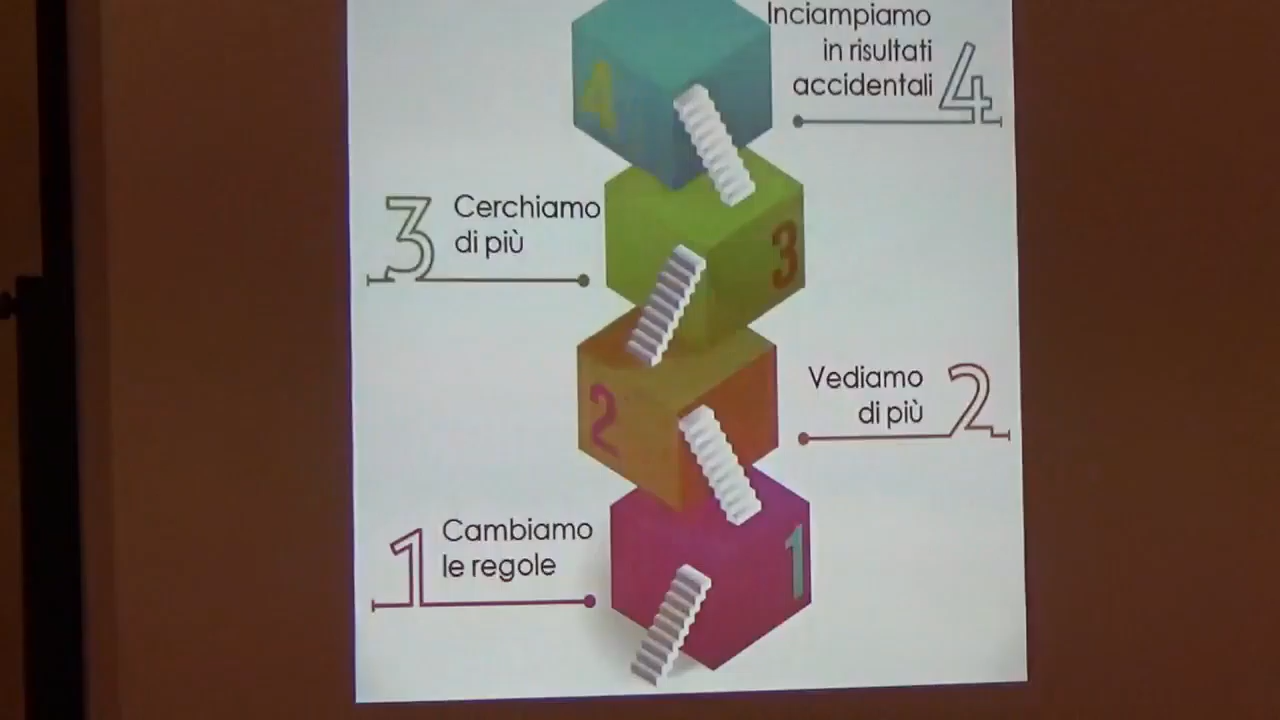 Inciampiamo
in risultati
accidentali
4
4
3
Cerchiamo
di più
3
Vediamo
di più
2
2
1
Cambiamo
le regole
1